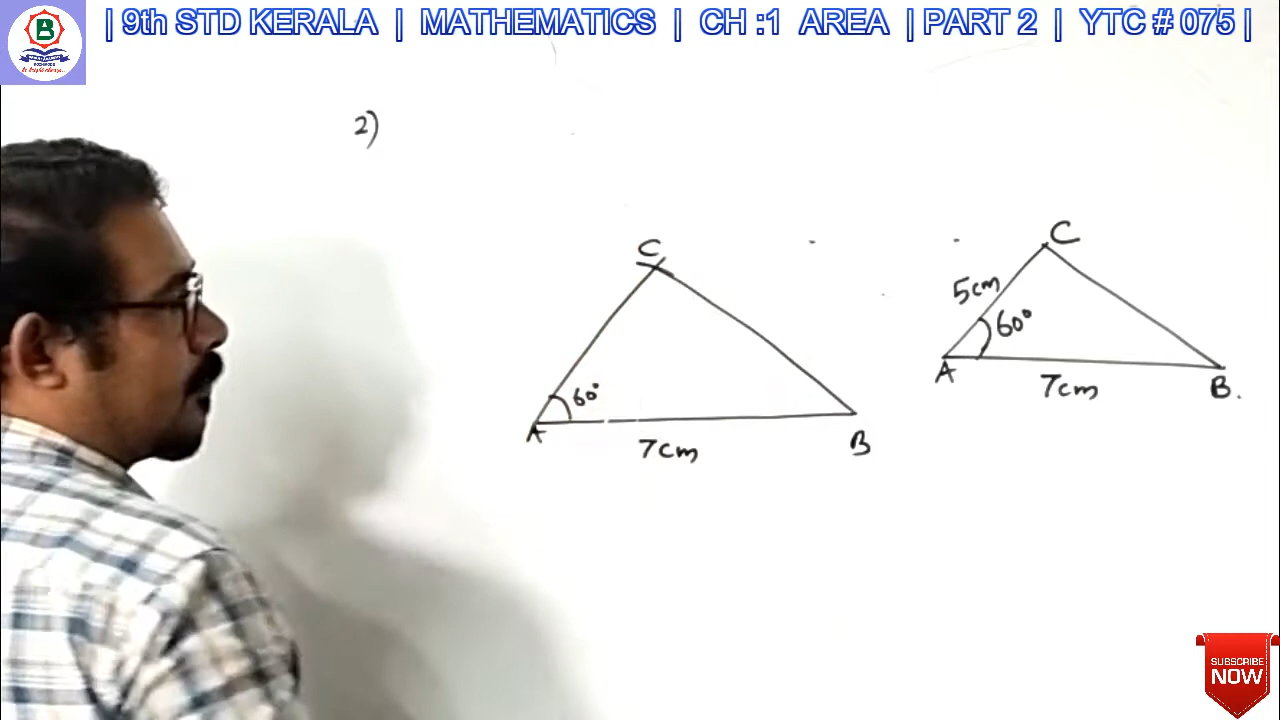 | 9th STD KERALA | MATHEMATICS | CH :1 AREA | PART 2 | YTC # 075 |
B
2)
C
60°
A
7cm
B
C
5cm
60°
A
7cm
B.
SUBSCRIBE
NOW